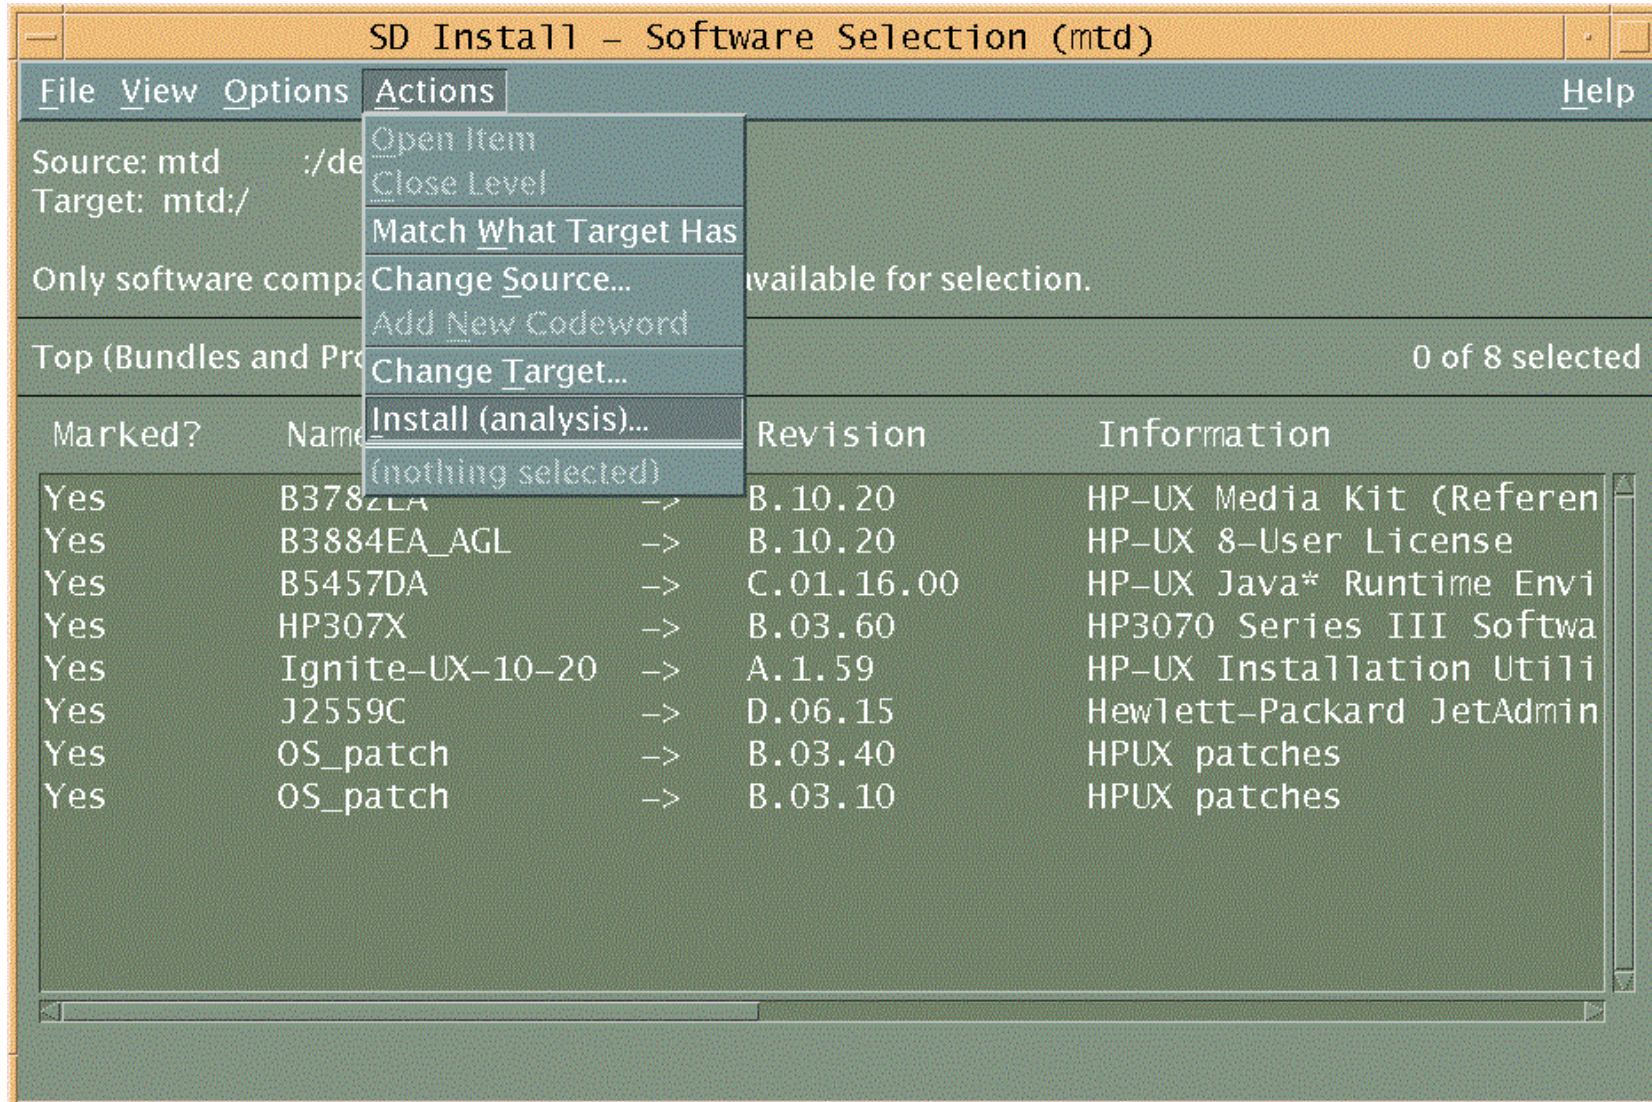 SD Install – Software Selection (mtd)
File View Options Actions Help
Open Item
Close Level
Match What Target Has
Change Source...
Add New Codeword
Change Target...
Install (analysis)...
(nothing selected)
Source: mtd :/de
Target: mtd:/
Only software compa vailable for selection.
Top (Bundles and Pro 0 of 8 selected
Marked? Name Revision Information
Yes B3782EA –> B.10.20 HP–UX Media Kit (Referen
Yes B3884EA_AGL –> B.10.20 HP–UX 8–User License
Yes B5457DA –> C.01.16.00 HP–UX Java* Runtime Envi
Yes HP307X –> B.03.60 HP3070 Series III Softwa
Yes Ignite–UX–10–20 –> A.1.59 HP–UX Installation Utili
Yes J2559C –> D.06.15 Hewlett–Packard JetAdmin
Yes OS_patch –> B.03.40 HPUX patches
Yes OS_patch –> B.03.10 HPUX patches